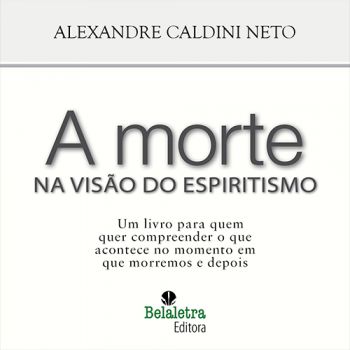 ALEXANDRE CALDINI NETO
A morte
NA VISÃO DO ESPIRITISMO
Um livro para quem
quer compreender o que
acontece no momento em
que morremos e depois
Belaletra
Editora